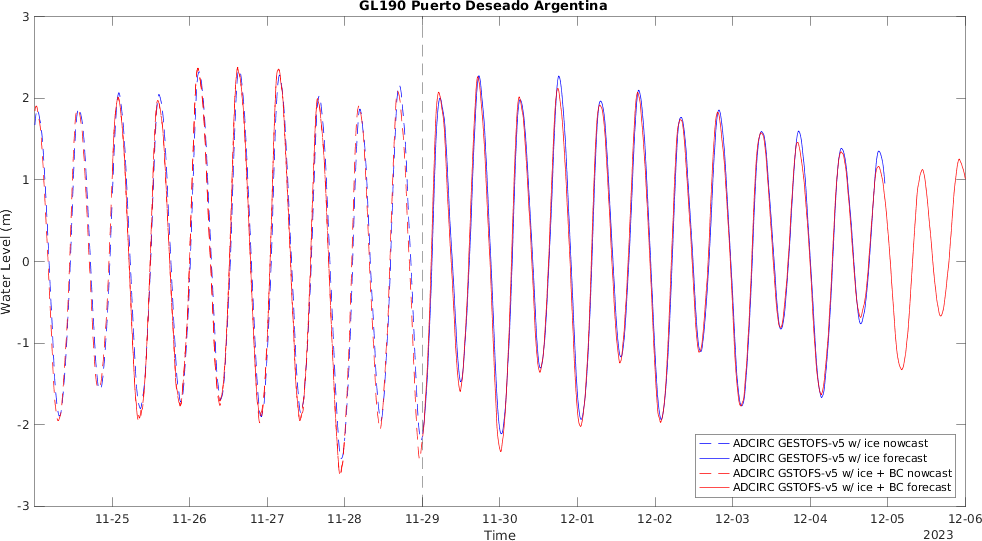 GL190 Puerto Deseado Argentina
3
2
1
0
-1
-2
-3
Water Level (m)
ADCIRC GESTOFS-v5 w/ ice nowcast
ADCIRC GESTOFS-v5 w/ ice forecast
ADCIRC GSTOFS-v5 w/ ice + BC nowcast
ADCIRC GSTOFS-v5 w/ ice + BC forecast
11-25 11-26 11-27 11-28 11-29 11-30 12-01 12-02 12-03 12-04 12-05 12-06
Time
2023